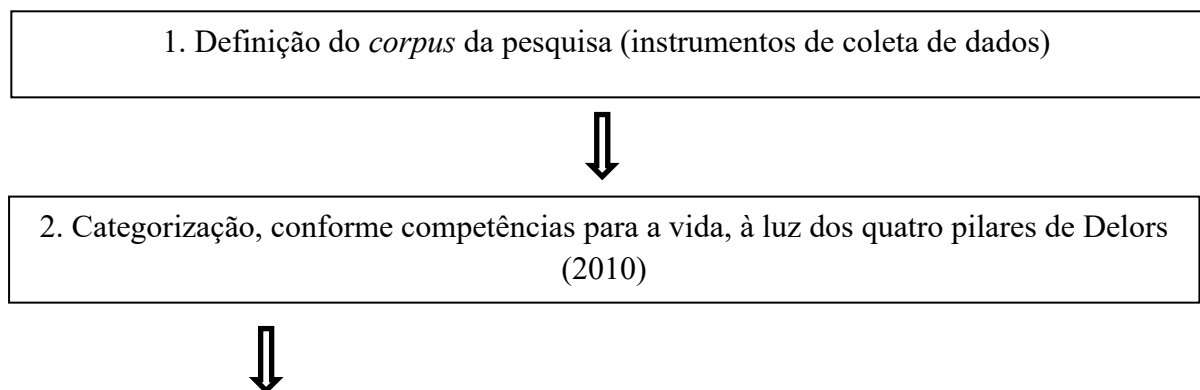 1. Definição do corpus da pesquisa (instrumentos de coleta de dados)
2. Categorização, conforme competências para a vida, à luz dos quatro pilares de Delors
(2010)